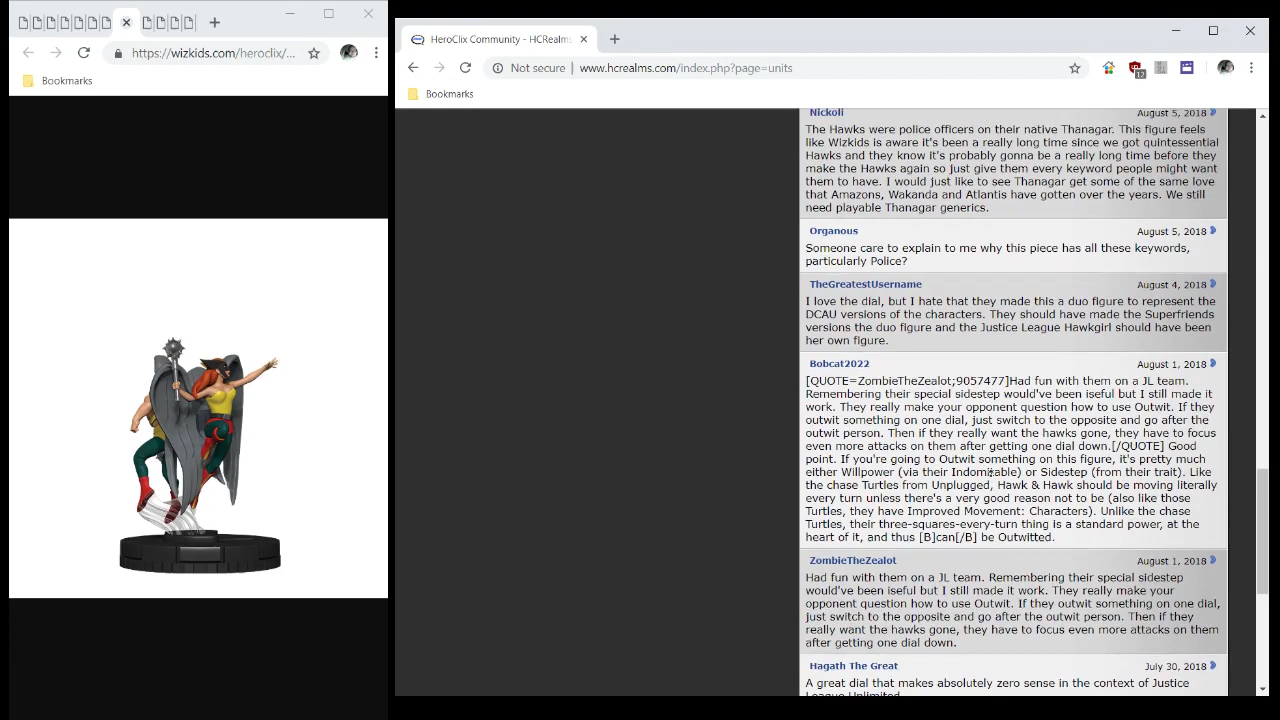 https://wizkids.com/heroclix/...
Bookmarks
HeroClix Community - HCRealms
Not secure | www.hcrealms.com/index.php?page=units
12
Bookmarks
Nickoli August 5, 2018
The Hawks were police officers on their native Thanagar. This figure feels
like Wizkids is aware it's been a really long time since we got quintessential
Hawks and they know it's probably gonna be a really long time before they
make the Hawks again so just give them every keyword people might want
them to have. I would just like to see Thanagar get some of the same love
that Amazons, Wakanda and Atlantis have gotten over the years. We still
need playable Thanagar generics.
Organous August 5, 2018
Someone care to explain to me why this piece has all these keywords,
particularly Police?
TheGreatestUsername August 4, 2018
I love the dial, but I hate that they made this a duo figure to represent the
DCAU versions of the characters. They should have made the Superfriends
versions the duo figure and the Justice League Hawkgirl should have been
her own figure.
Bobcat2022 August 1, 2018
[QUOTE=ZombieTheZealot;9057477]Had fun with them on a JL team.
Remembering their special sidestep would've been iseful but I still made it
work. They really make your opponent question how to use Outwit. If they
outwit something on one dial, just switch to the opposite and go after the
outwit person. Then if they really want the hawks gone, they have to focus
even more attacks on them after getting one dial down.[/QUOTE] Good
point. If you're going to Outwit something on this figure, it's pretty much
either Willpower (via their Indomitable) or Sidestep (from their trait). Like
the chase Turtles from Unplugged, Hawk & Hawk should be moving literally
every turn unless there's a very good reason not to be (also like those
Turtles, they have Improved Movement: Characters). Unlike the chase
Turtles, their three-squares-every-turn thing is a standard power, at the
heart of it, and thus [B]can[/B] be Outwitted.
ZombieTheZealot August 1, 2018
Had fun with them on a JL team. Remembering their special sidestep
would've been iseful but I still made it work. They really make your
opponent question how to use Outwit. If they outwit something on one dial,
just switch to the opposite and go after the outwit person. Then if they
really want the hawks gone, they have to focus even more attacks on them
after getting one dial down.
Hagath The Great July 30, 2018
A great dial that makes absolutely zero sense in the context of Justice
League Unlimited